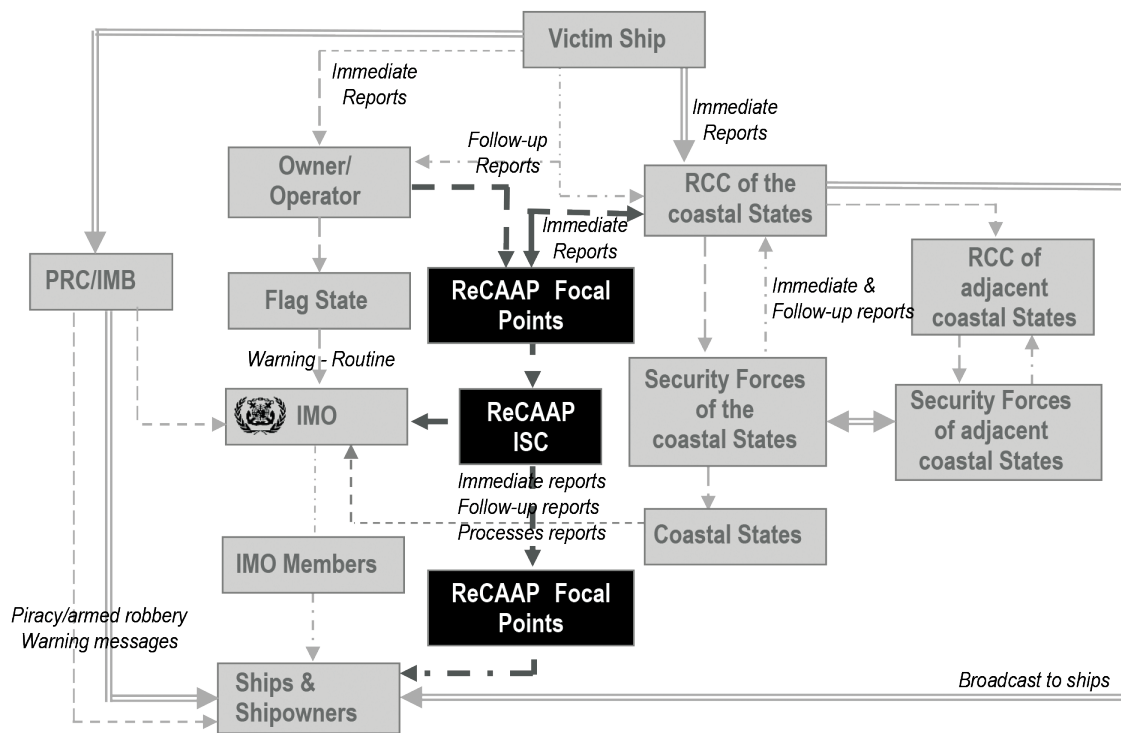 Victim Ship
Immediate
Reports
Immediate
Reports
Follow-up
Reports
Owner/
Operator
RCC of the
coastal States
Immediate
Reports
PRC/IMB
Flag State
ReCAAP Focal
Points
Immediate &
Follow-up reports
RCC of
adjacent
coastal States
Warning - Routine
IMO
ReCAAP
ISC
Security Forces
of the
coastal States
Security Forces
of adjacent
coastal States
Immediate reports
Follow-up reports
Processes reports
Coastal States
IMO Members
ReCAAP Focal
Points
Piracy/armed robbery
Warning messages
Ships &
Shipowners
Broadcast to ships